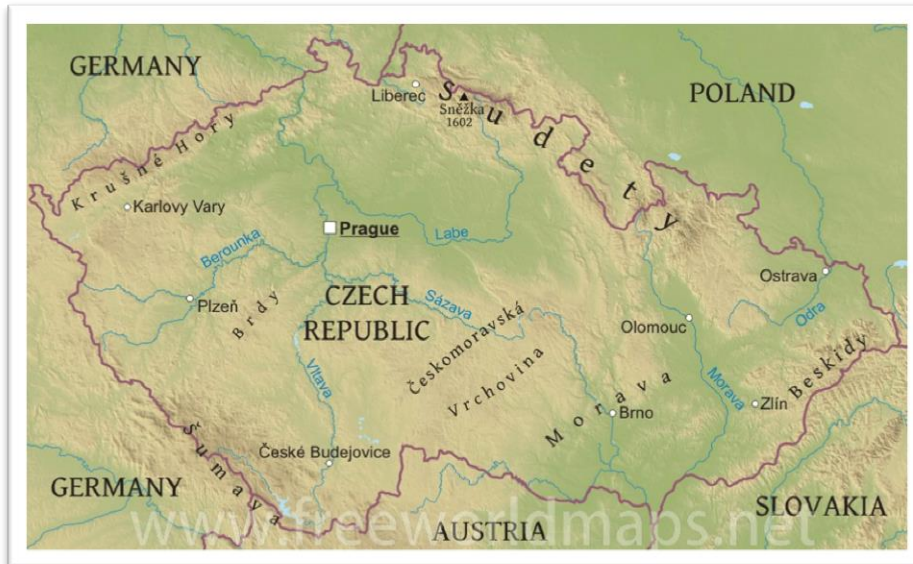 GERMANY
POLAND
Liberec
Sudety
Sněžka
1602
Krušné Hory
Karlovy Vary
Prague
Labe
Berounka
Ostrava
Plzeň
Brdy
CZECH
REPUBLIC
Sázava
Olomouc
Odra
Českomoravská
Vrchovina
Vltava
Morava
Morava
Beskidy
Zlín
Brno
Šumava
České Budejovice
GERMANY
SLOVAKIA
AUSTRIA
www.freeworldmaps.net